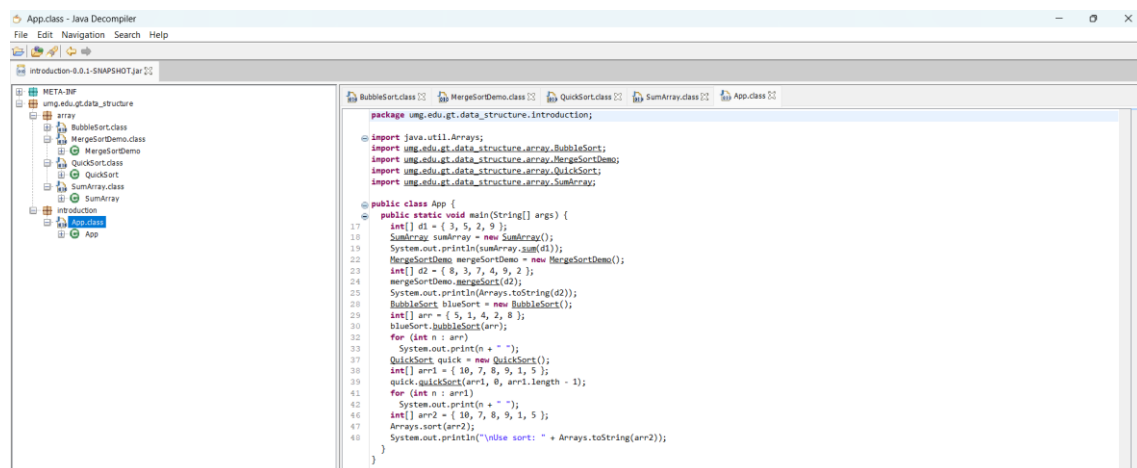 App.class - Java Decompiler
File Edit Navigation Search Help
introduction-0.0.1-SNAPSHOT.jar
META-INF
umg.edu.gt.data_structure
array
BubbleSort.class
MergeSortDemo.class
MergeSortDemo
QuickSort.class
QuickSort
SumArray.class
SumArray
introduction
App.class
App
BubbleSort.class MergeSortDemo.class QuickSort.class SumArray.class App.class
package umg.edu.gt.data_structure.introduction;
import java.util.Arrays;
import umg.edu.gt.data_structure.array.BubbleSort;
import umg.edu.gt.data_structure.array.MergeSortDemo;
import umg.edu.gt.data_structure.array.QuickSort;
import umg.edu.gt.data_structure.array.SumArray;
public class App {
public static void main(String[] args) {
17 int[] d1 = { 3, 5, 2, 9 };
18 SumArray sumArray = new SumArray();
19 System.out.println(sumArray.sum(d1));
22 MergeSortDemo mergeSortDemo = new MergeSortDemo();
23 int[] d2 = { 8, 3, 7, 4, 9, 2 };
24 mergeSortDemo.mergeSort(d2);
25 System.out.println(Arrays.toString(d2));
28 BubbleSort blueSort = new BubbleSort();
29 int[] arr = { 5, 1, 4, 2, 8 };
30 blueSort.bubbleSort(arr);
32 for (int n : arr)
33 System.out.print(n + " ");
37 QuickSort quick = new QuickSort();
38 int[] arr1 = { 10, 7, 8, 9, 1, 5 };
39 quick.quickSort(arr1, 0, arr1.length - 1);
41 for (int n : arr1)
42 System.out.print(n + " ");
46 int[] arr2 = { 10, 7, 8, 9, 1, 5 };
47 Arrays.sort(arr2);
48 System.out.println("\nUse sort: " + Arrays.toString(arr2));
}
}